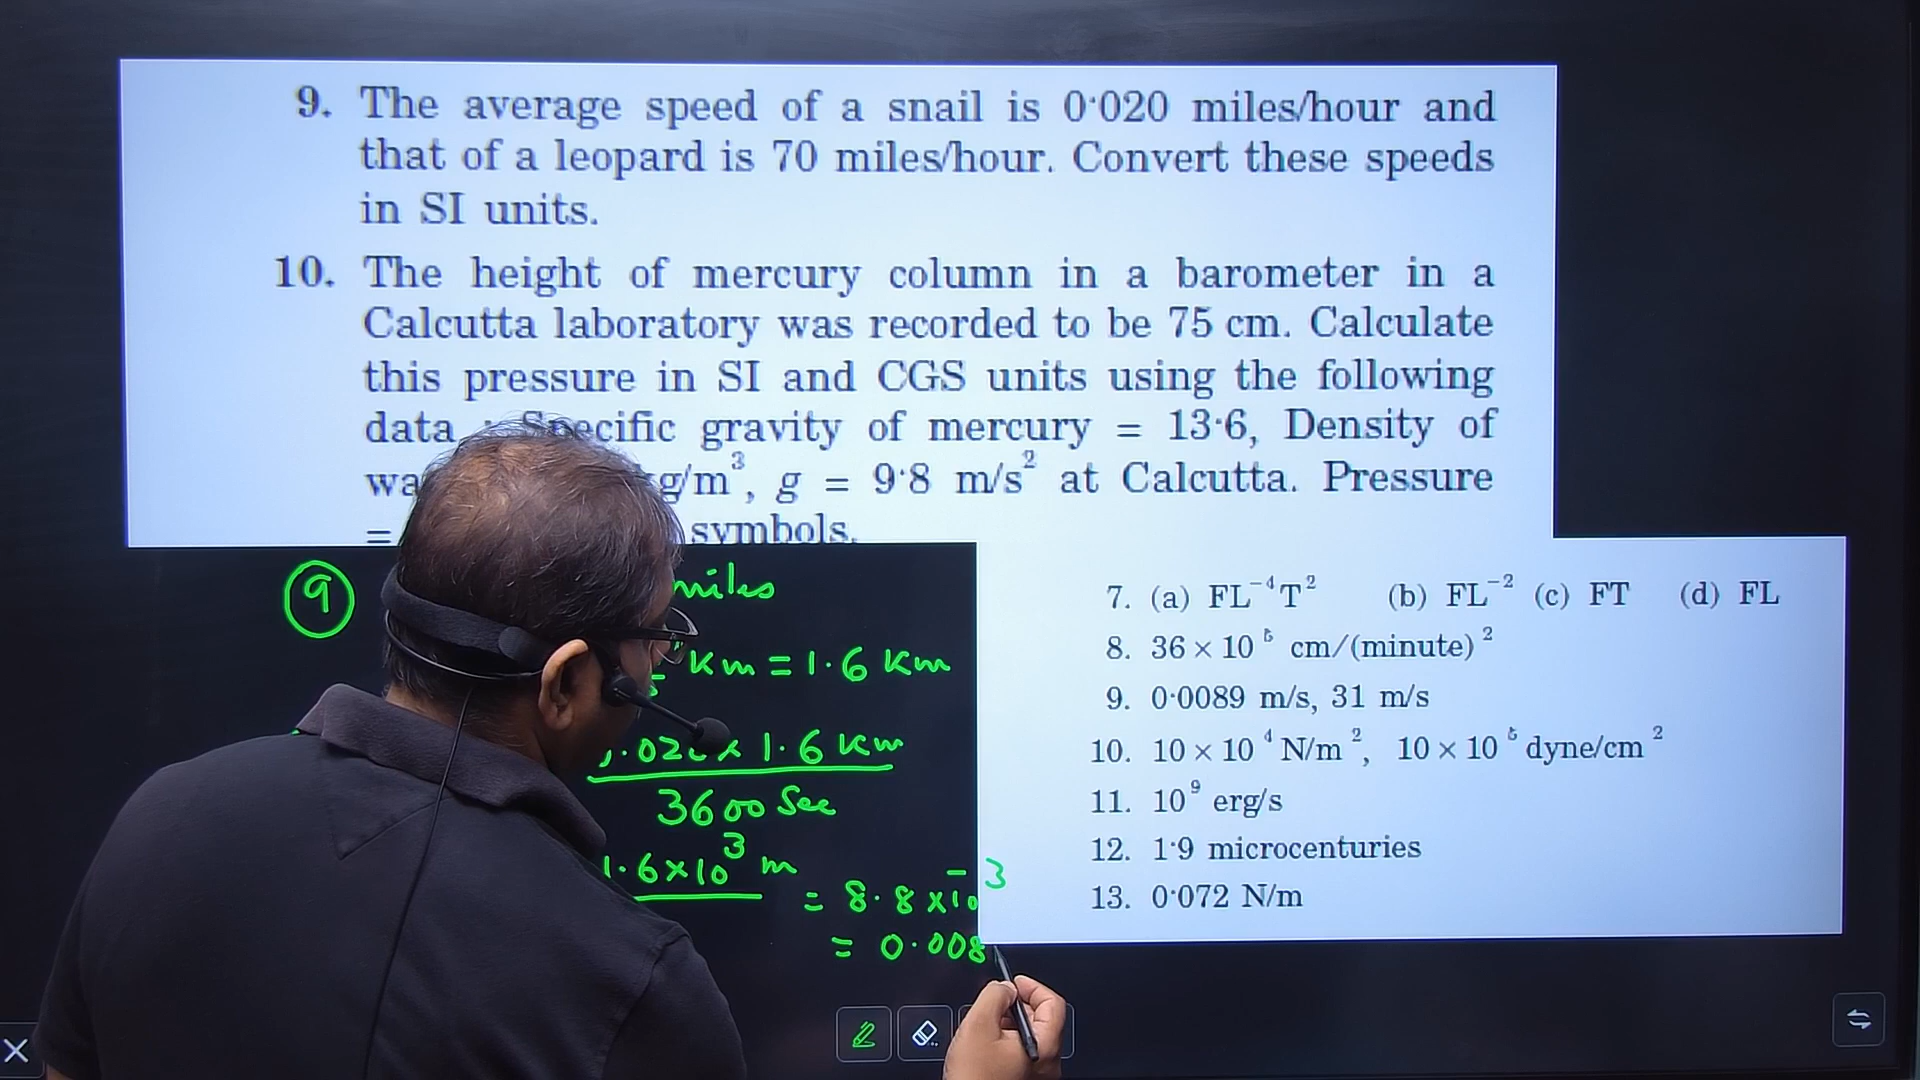 9. The average speed of a snail is 0·020 miles/hour and
that of a leopard is 70 miles/hour. Convert these speeds
in SI units.
10. The height of mercury column in a barometer in a
Calcutta laboratory was recorded to be 75 cm. Calculate
this pressure in SI and CGS units using the following
data : Specific gravity of mercury = 13·6, Density of
g/m³, g = 9·8 m/s² at Calcutta. Pressure
= symbols.
9 miles
Km = 1.6 Km
.02 × 1.6 Km
3600 Sec
1.6×10³ m
= 8.8 ×10⁻³
= 0.008
7. (a) FL⁻⁴T² (b) FL⁻² (c) FT (d) FL
8. 36 × 10⁵ cm/(minute)²
9. 0·0089 m/s, 31 m/s
10. 10 × 10⁴ N/m², 10 × 10⁵ dyne/cm²
11. 10⁹ erg/s
12. 1·9 microcenturies
13. 0·072 N/m